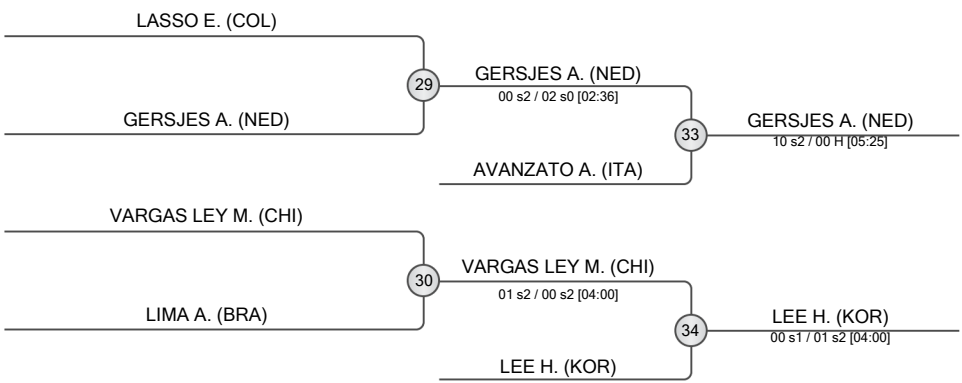 LASSO E. (COL)
29
GERSJES A. (NED)
00 s2 / 02 s0 [02:36]
GERSJES A. (NED)
33
GERSJES A. (NED)
10 s2 / 00 H [05:25]
AVANZATO A. (ITA)
VARGAS LEY M. (CHI)
30
VARGAS LEY M. (CHI)
01 s2 / 00 s2 [04:00]
LIMA A. (BRA)
34
LEE H. (KOR)
00 s1 / 01 s2 [04:00]
LEE H. (KOR)